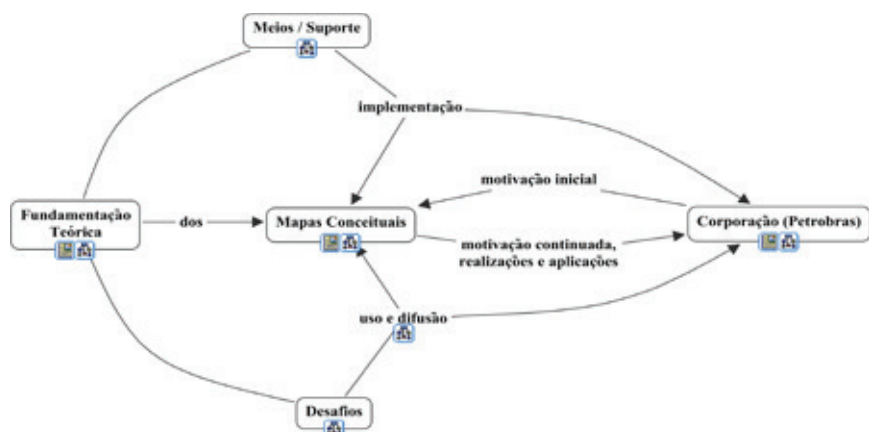 Meios / Suporte
implementação
motivação inicial
Fundamentação
Teórica
dos
Mapas Conceituais
Corporação (Petrobras)
motivação continuada,
realizações e aplicações
uso e difusão
Desafios